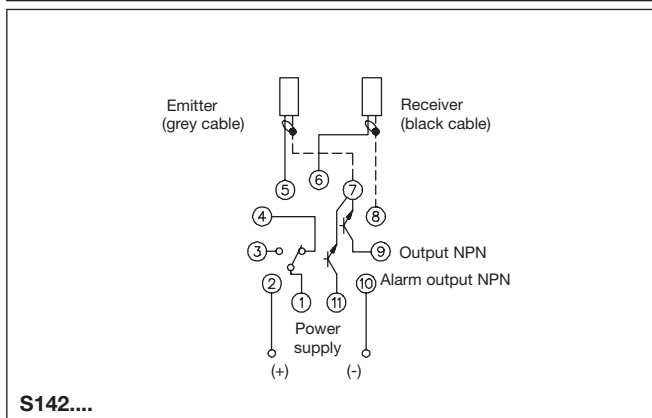 Emitter
(grey cable)
Receiver
(black cable)
5
6
7
8
4
3
9 Output NPN
2
10 Alarm output NPN
1
11
Power
supply
(+)
(-)
S142....